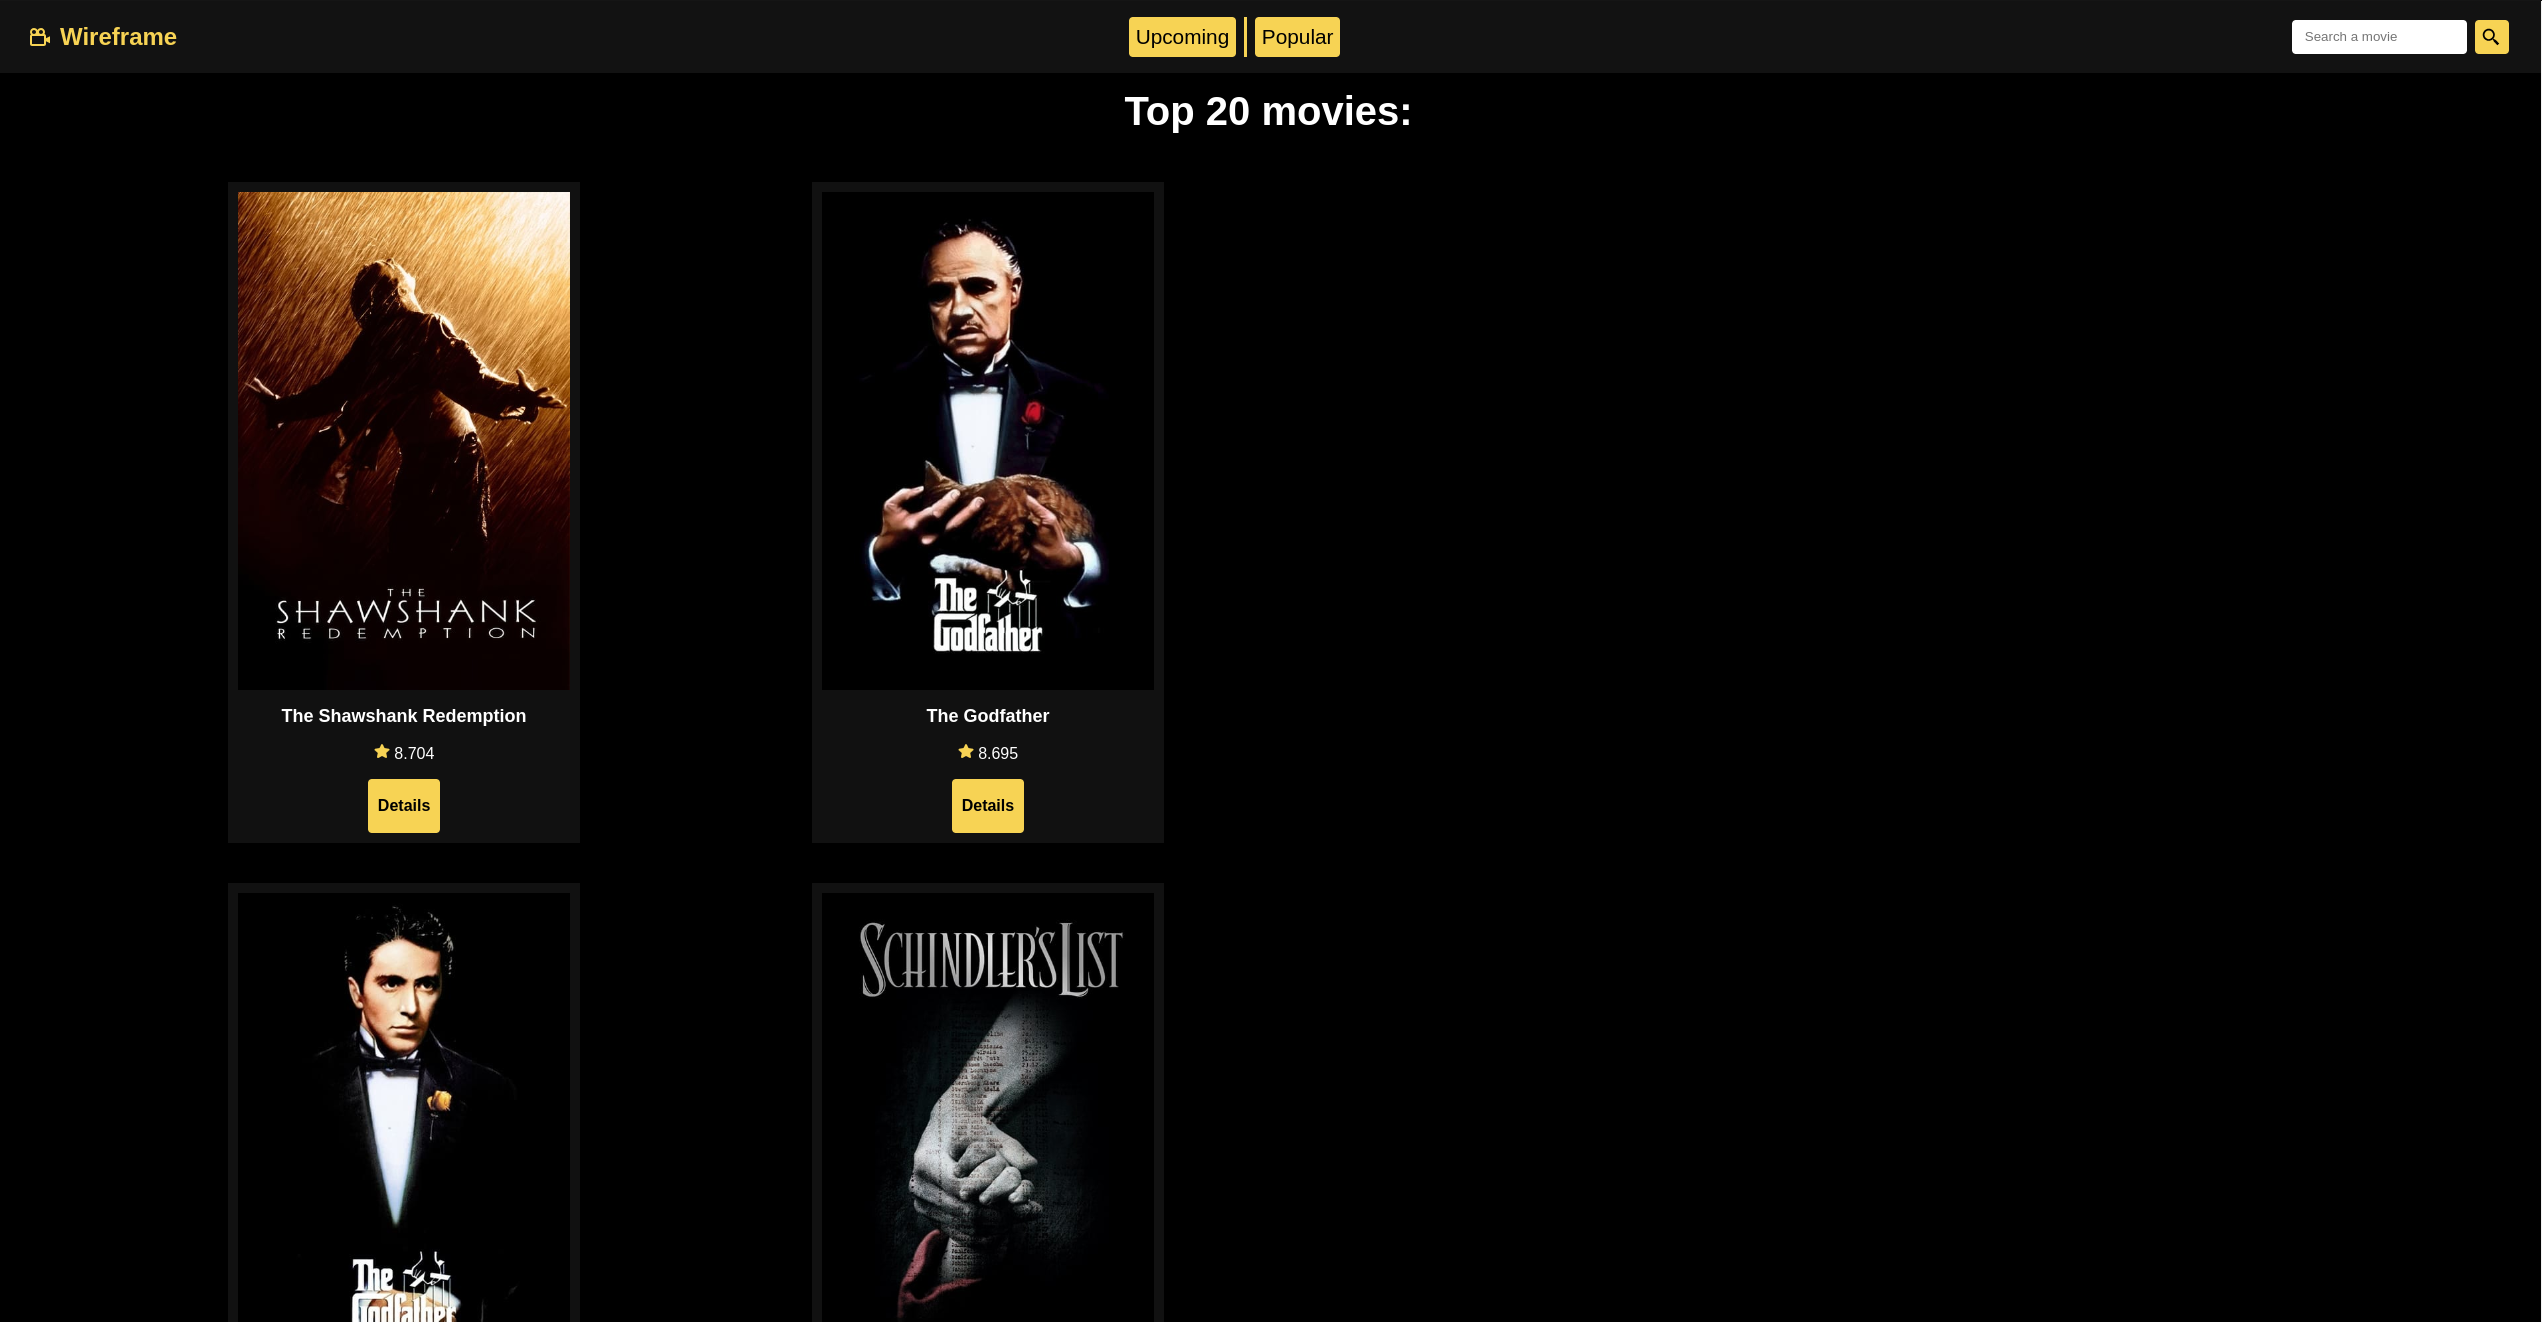 Wireframe
Upcoming
Popular
Search a movie
Top 20 movies:
THE
SHAWSHANK
REDEMPTION
The
Godfather
The Shawshank Redemption
8.704
Details
The Godfather
8.695
Details
The
Godfather
SCHINDLER'S LIST